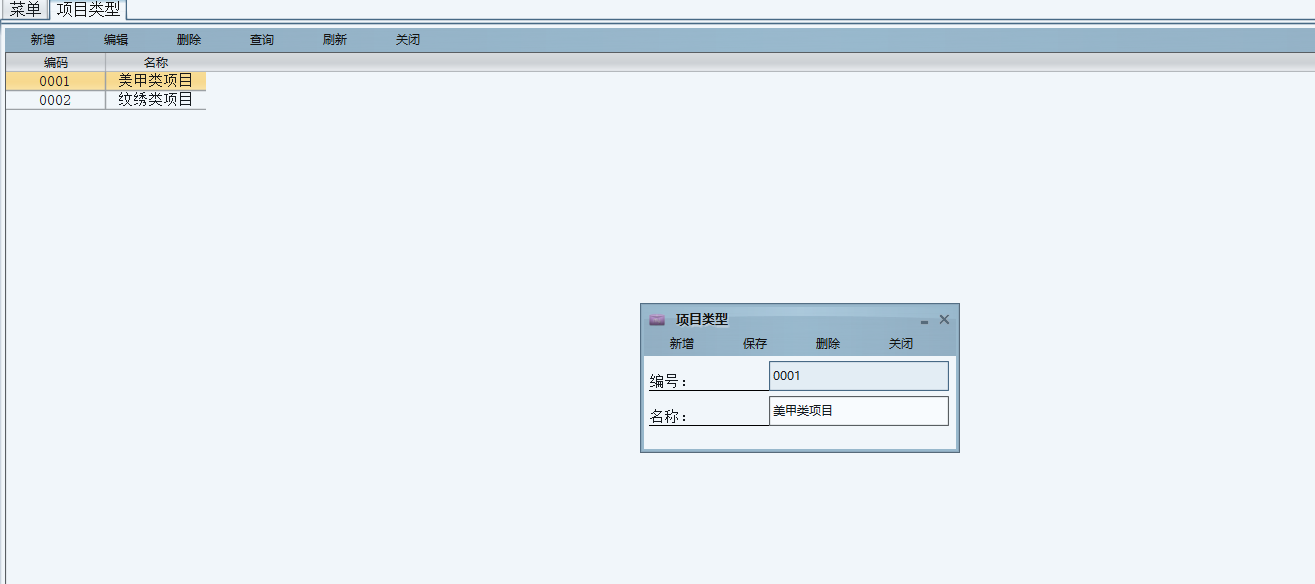 菜单 项目类型
新增 编辑 删除 查询 刷新 关闭
编码 名称
0001 美甲类项目
0002 纹绣类项目
项目类型
新增 保存 删除 关闭
编号： 0001
名称： 美甲类项目